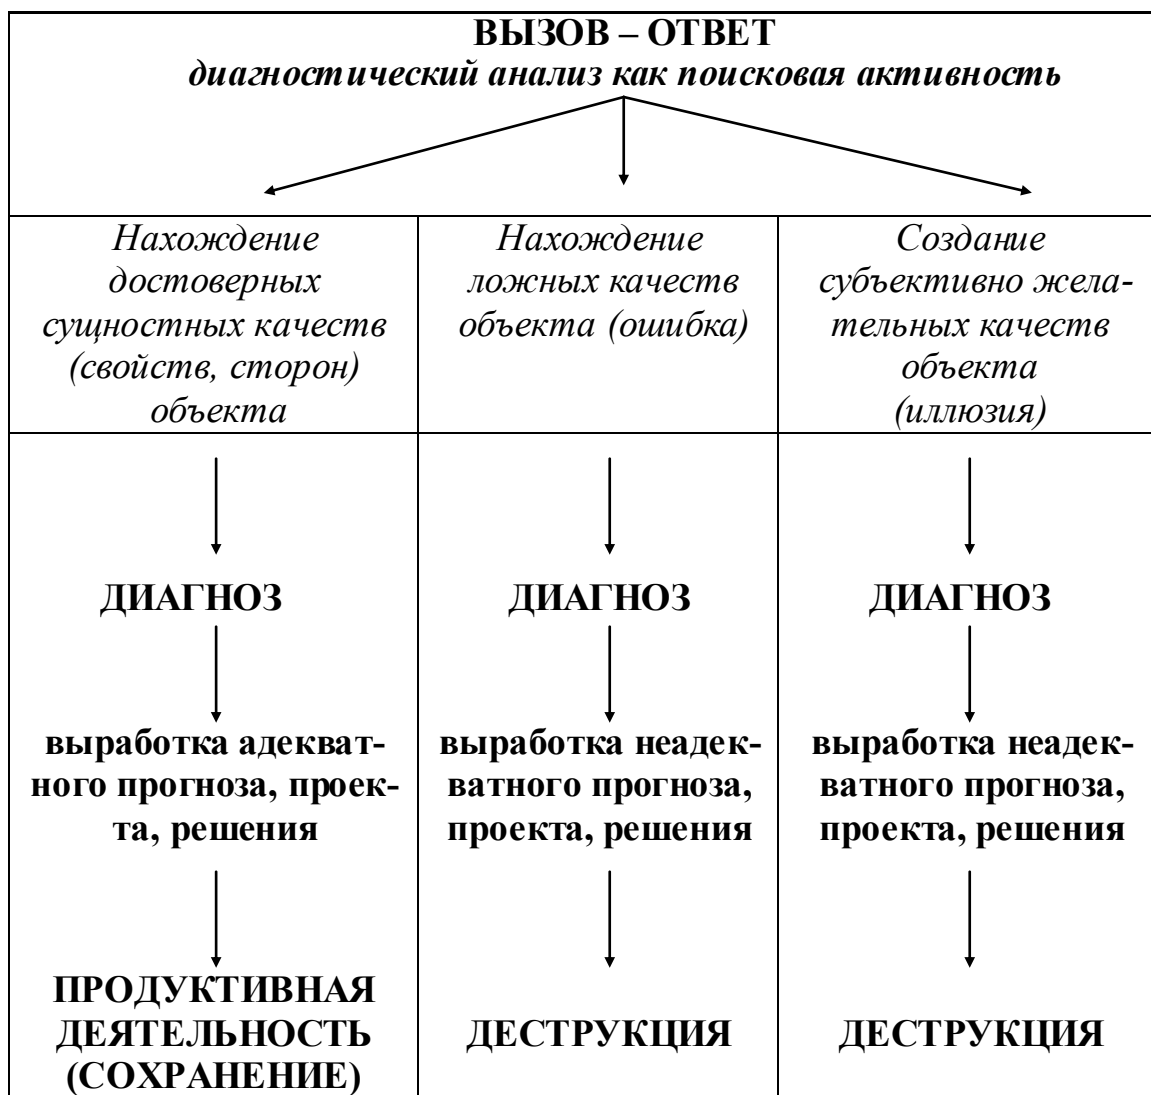 ВЫЗОВ – ОТВЕТ
диагностический анализ как поисковая активность
Нахождение
достоверных
сущностных качеств
(свойств, сторон)
объекта
Нахождение
ложных качеств
объекта (ошибка)
Создание
субъективно жела-
тельных качеств
объекта
(иллюзия)
ДИАГНОЗ
ДИАГНОЗ
ДИАГНОЗ
выработка адекват-
ного прогноза, проек-
та, решения
выработка неадек-
ватного прогноза,
проекта, решения
выработка неадек-
ватного прогноза,
проекта, решения
ПРОДУКТИВНАЯ
ДЕЯТЕЛЬНОСТЬ
(СОХРАНЕНИЕ)
ДЕСТРУКЦИЯ
ДЕСТРУКЦИЯ